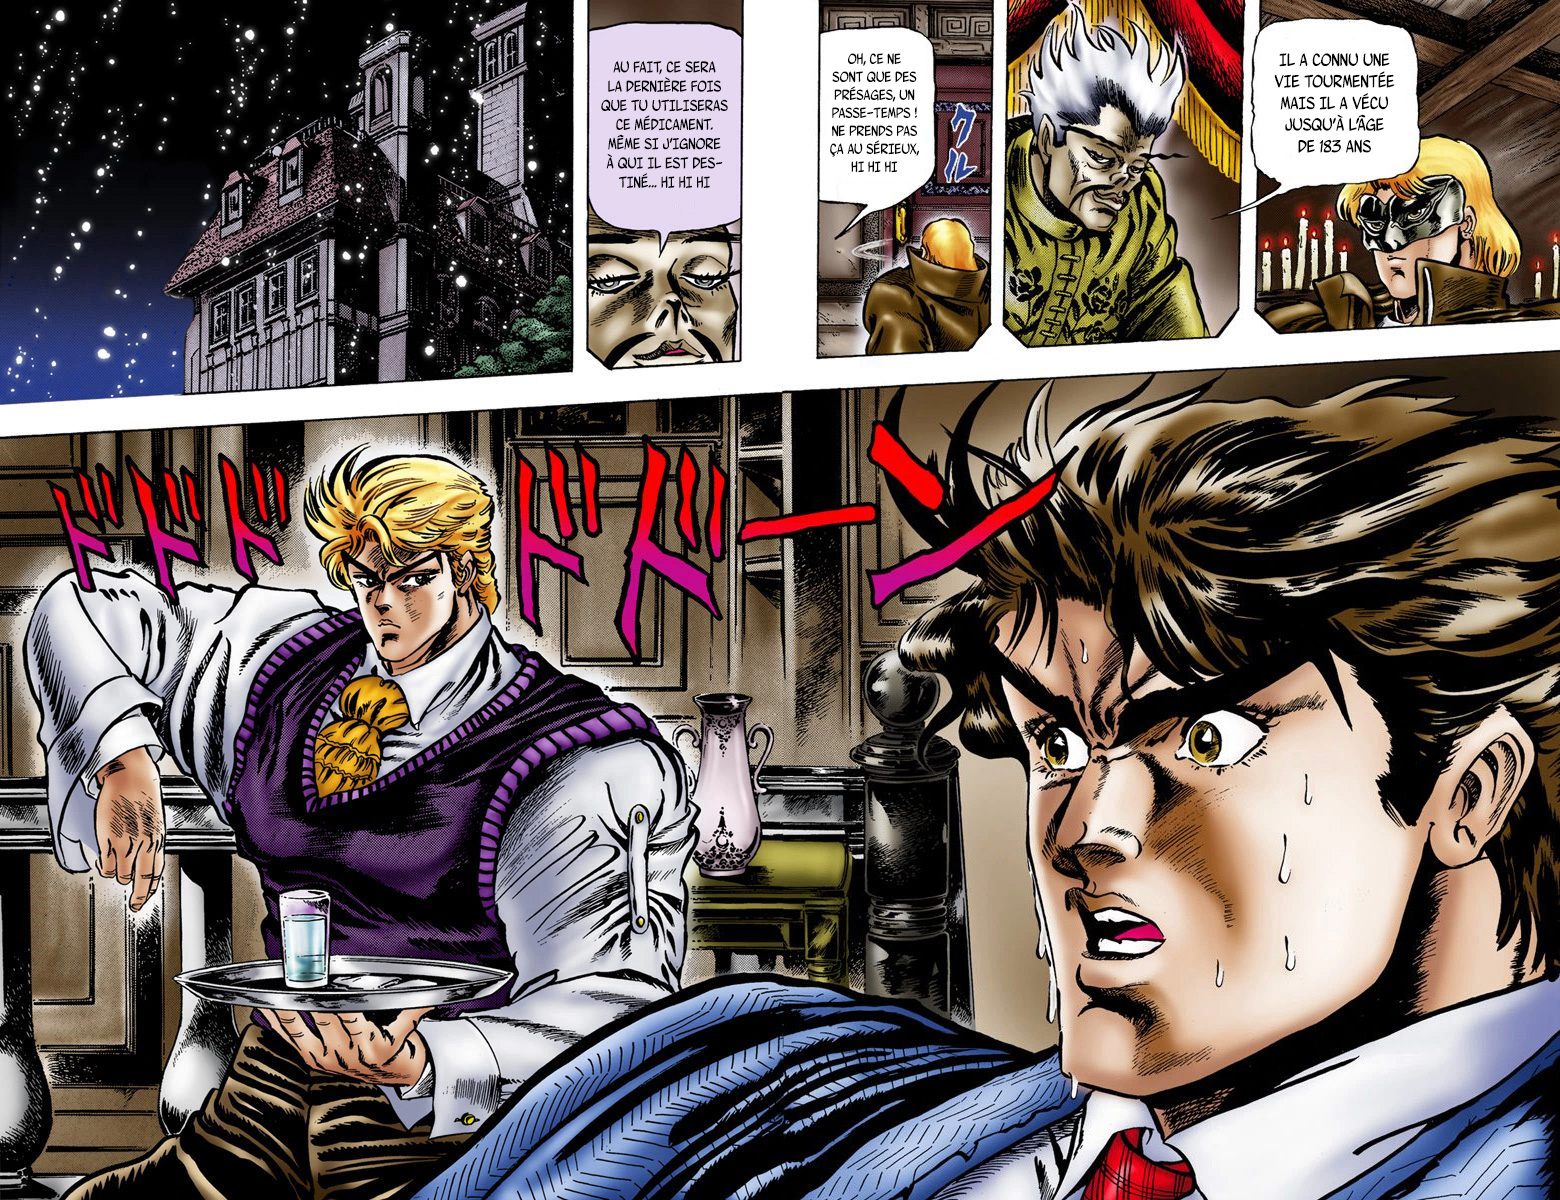 IL A CONNU UNE
VIE TOURMENTÉE
MAIS IL A VÉCU
JUSQU'À L'ÂGE
DE 183 ANS
OH, CE NE
SONT QUE DES
PRÉSAGES, UN
PASSE-TEMPS !
NE PRENDS PAS
ÇA AU SÉRIEUX,
HI HI HI
クル
AU FAIT, CE SERA
LA DERNIÈRE FOIS
QUE TU UTILISERAS
CE MÉDICAMENT.
MÊME SI J'IGNORE
À QUI IL EST DES-
TINÉ... HI HI HI
ドドドドドーン